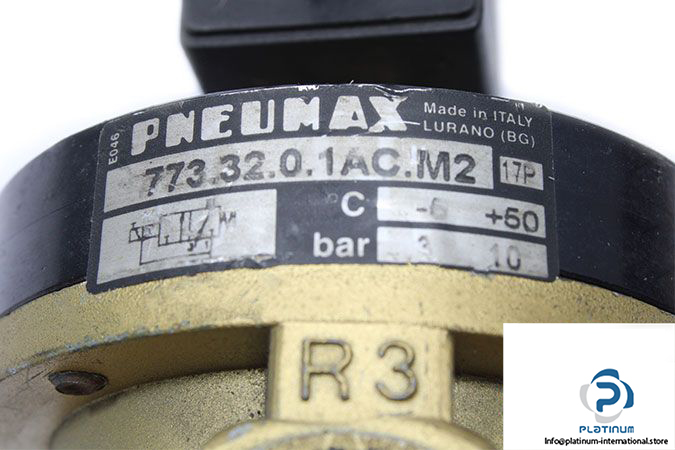 E046
PNEUMAX
Made in ITALY
LURANO (BG)
773.32.0.1AC.M2
17P
°C -5 +50
bar 3 10
R3
PLATINUM
info@platinum-international.store